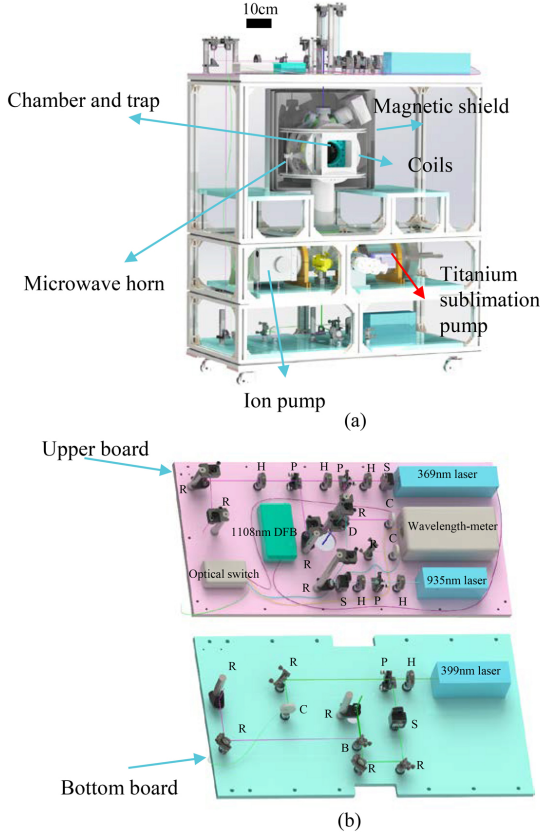 10cm
Chamber and trap
Magnetic shield
Coils
Microwave horn
Titanium
sublimation
pump
Ion pump
(a)
Upper board
H P H P H S
369nm laser
R
R
C
R
1108nm DFB
D
Wavelength-meter
C
R
R
Optical switch
R
S H P H
935nm laser
R
R
P
H
399nm laser
C
R
S
R
B
R
R
Bottom board
(b)